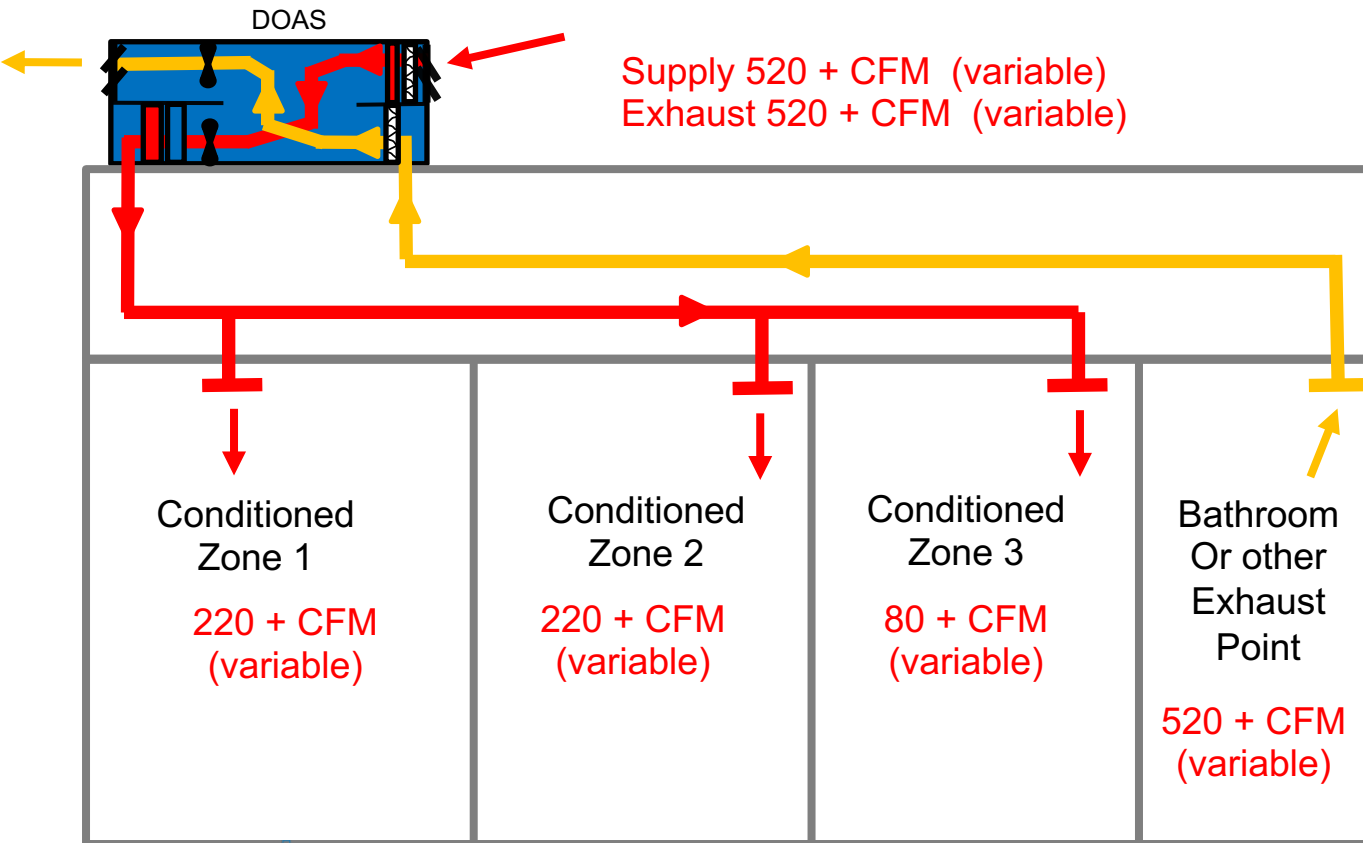 DOAS
Supply 520 + CFM (variable)
Exhaust 520 + CFM (variable)
Conditioned
Zone 1
220 + CFM
(variable)
Conditioned
Zone 2
220 + CFM
(variable)
Conditioned
Zone 3
80 + CFM
(variable)
Bathroom
Or other
Exhaust
Point
520 + CFM
(variable)